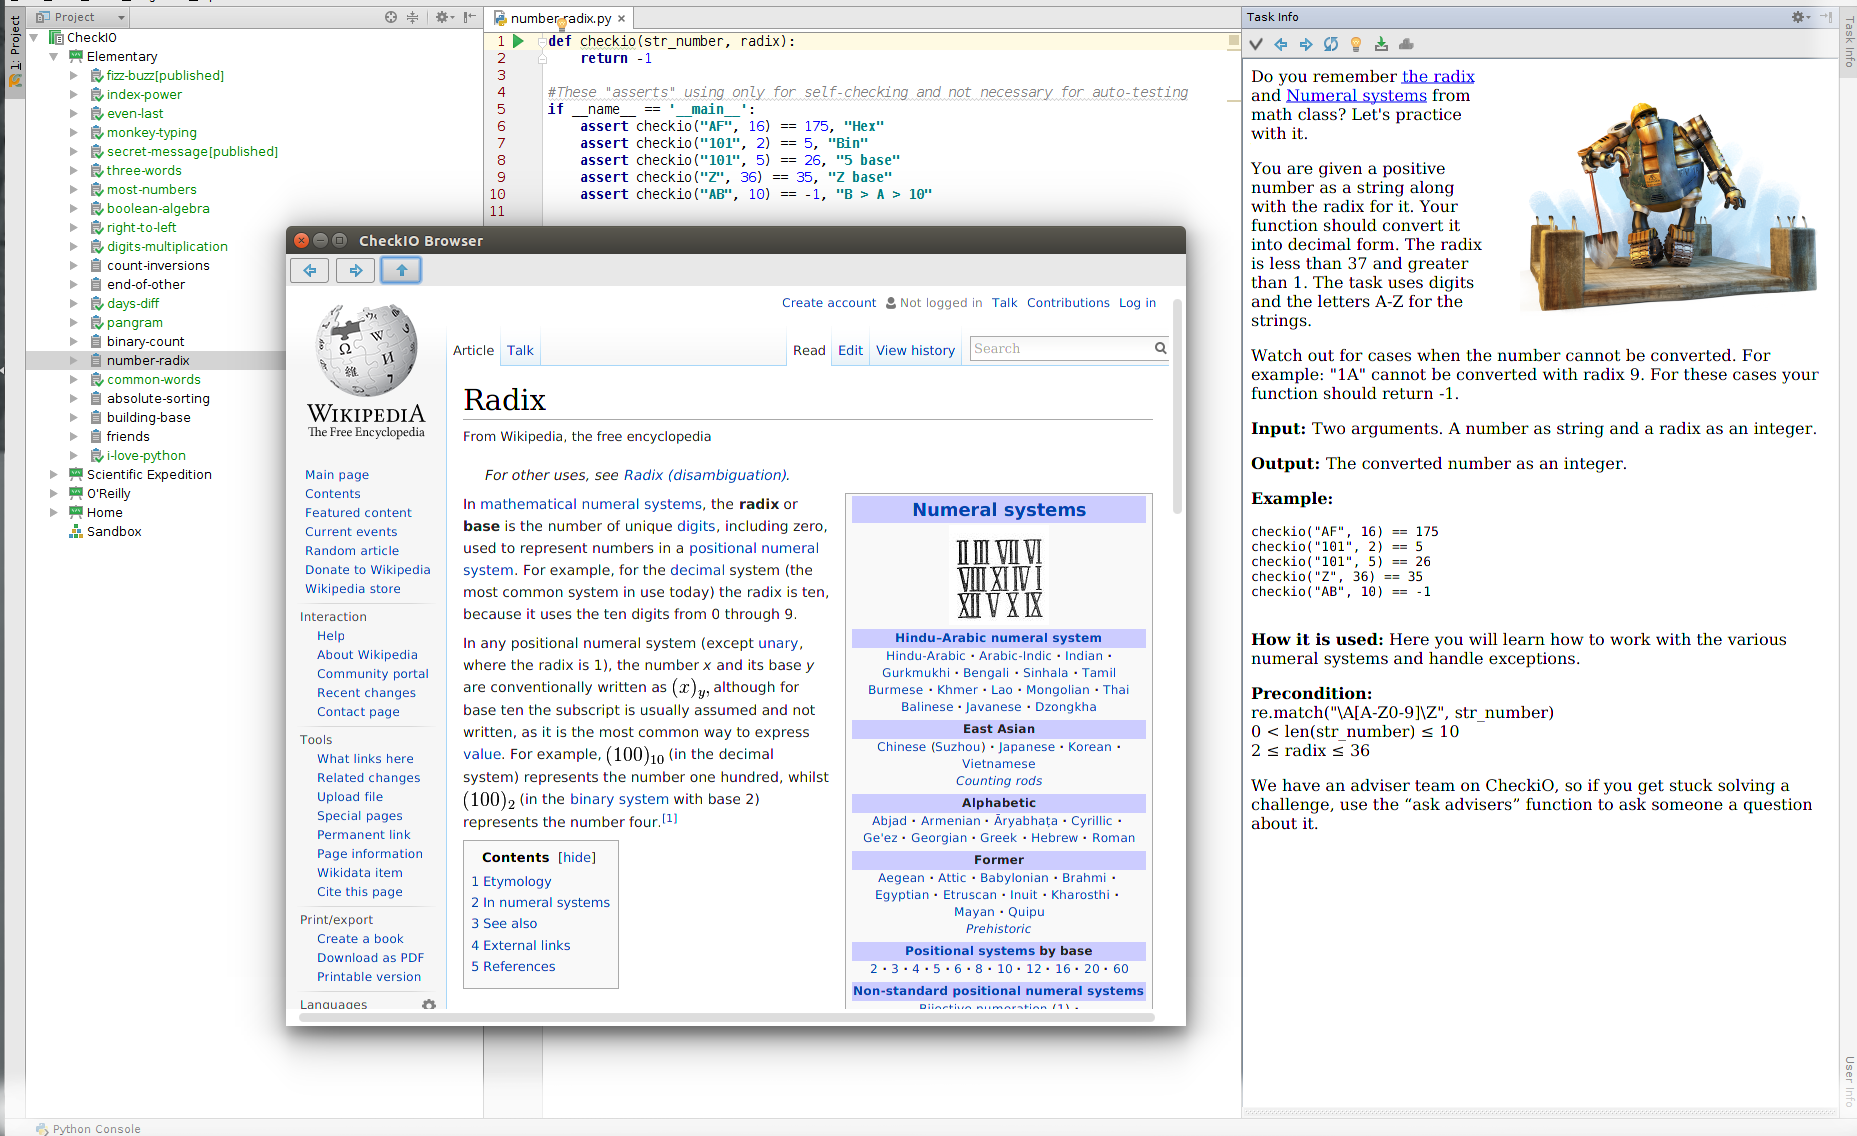 Project
number_radix.py
Task Info
1: Project
CheckIO
Elementary
fizz-buzz[published]
index-power
even-last
monkey-typing
secret-message[published]
three-words
most-numbers
boolean-algebra
right-to-left
digits-multiplication
count-inversions
end-of-other
days-diff
pangram
binary-count
number-radix
common-words
absolute-sorting
building-base
friends
i-love-python
Scientific Expedition
O'Reilly
Home
Sandbox
1 def checkio(str_number, radix):
2 return -1
3
4 #These "asserts" using only for self-checking and not necessary for auto-testing
5 if __name__ == '__main__':
6 assert checkio("AF", 16) == 175, "Hex"
7 assert checkio("101", 2) == 5, "Bin"
8 assert checkio("101", 5) == 26, "5 base"
9 assert checkio("Z", 36) == 35, "Z base"
10 assert checkio("AB", 10) == -1, "B > A > 10"
11
CheckIO Browser
Create account Not logged in Talk Contributions Log in
Article Talk Read Edit View history Search
WIKIPEDIA
The Free Encyclopedia
Main page
Contents
Featured content
Current events
Random article
Donate to Wikipedia
Wikipedia store
Interaction
Help
About Wikipedia
Community portal
Recent changes
Contact page
Tools
What links here
Related changes
Upload file
Special pages
Permanent link
Page information
Wikidata item
Cite this page
Print/export
Create a book
Download as PDF
Printable version
Languages
Radix
From Wikipedia, the free encyclopedia
For other uses, see Radix (disambiguation).
In mathematical numeral systems, the radix or
base is the number of unique digits, including zero,
used to represent numbers in a positional numeral
system. For example, for the decimal system (the
most common system in use today) the radix is ten,
because it uses the ten digits from 0 through 9.
In any positional numeral system (except unary,
where the radix is 1), the number x and its base y
are conventionally written as (x)y, although for
base ten the subscript is usually assumed and not
written, as it is the most common way to express
value. For example, (100)10 (in the decimal
system) represents the number one hundred, whilst
(100)2 (in the binary system with base 2)
represents the number four.[1]
Contents [hide]
1 Etymology
2 In numeral systems
3 See also
4 External links
5 References
Numeral systems
II III VII VI
VIII XI IV I
XII V X IX
Hindu–Arabic numeral system
Hindu-Arabic · Arabic-Indic · Indian ·
Gurkmukhi · Bengali · Sinhala · Tamil
Burmese · Khmer · Lao · Mongolian · Thai
Balinese · Javanese · Dzongkha
East Asian
Chinese (Suzhou) · Japanese · Korean ·
Vietnamese
Counting rods
Alphabetic
Abjad · Armenian · Āryabhaṭa · Cyrillic ·
Ge'ez · Georgian · Greek · Hebrew · Roman
Former
Aegean · Attic · Babylonian · Brahmi ·
Egyptian · Etruscan · Inuit · Kharosthi ·
Mayan · Quipu
Prehistoric
Positional systems by base
2 · 3 · 4 · 5 · 6 · 8 · 10 · 12 · 16 · 20 · 60
Non-standard positional numeral systems
Bijective numeration (1) ·
Do you remember the radix
and Numeral systems from
math class? Let's practice
with it.
You are given a positive
number as a string along
with the radix for it. Your
function should convert it
into decimal form. The radix
is less than 37 and greater
than 1. The task uses digits
and the letters A-Z for the
strings.
Watch out for cases when the number cannot be converted. For
example: "1A" cannot be converted with radix 9. For these cases your
function should return -1.
Input: Two arguments. A number as string and a radix as an integer.
Output: The converted number as an integer.
Example:
checkio("AF", 16) == 175
checkio("101", 2) == 5
checkio("101", 5) == 26
checkio("Z", 36) == 35
checkio("AB", 10) == -1
How it is used: Here you will learn how to work with the various
numeral systems and handle exceptions.
Precondition:
re.match("\A[A-Z0-9]\Z", str_number)
0 < len(str_number) ≤ 10
2 ≤ radix ≤ 36
We have an adviser team on CheckiO, so if you get stuck solving a
challenge, use the “ask advisers” function to ask someone a question
about it.
Task Info
User Info
Python Console